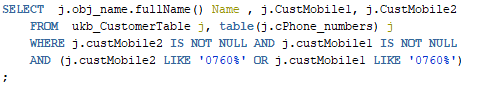 SELECT j.obj_name.fullName() Name , j.CustMobile1, j.CustMobile2
FROM ukb_CustomerTable j, table(j.cPhone_numbers) j
WHERE j.custMobile2 IS NOT NULL AND j.custMobile1 IS NOT NULL
AND (j.custMobile2 LIKE '0760%' OR j.custMobile1 LIKE '0760%')
;